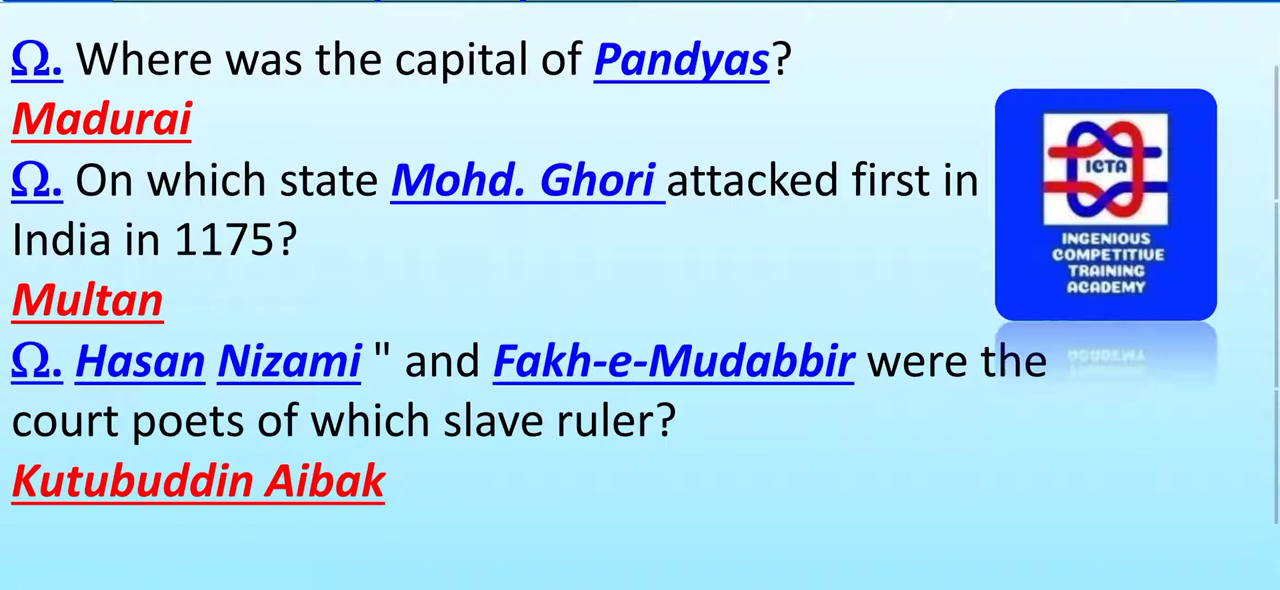 Ω. Where was the capital of Pandyas?
Madurai
Ω. On which state Mohd. Ghori attacked first in
India in 1175?
Multan
Ω. Hasan Nizami " and Fakh-e-Mudabbir were the
court poets of which slave ruler?
Kutubuddin Aibak
ICTA
INGENIOUS
COMPETITIVE
TRAINING
ACADEMY